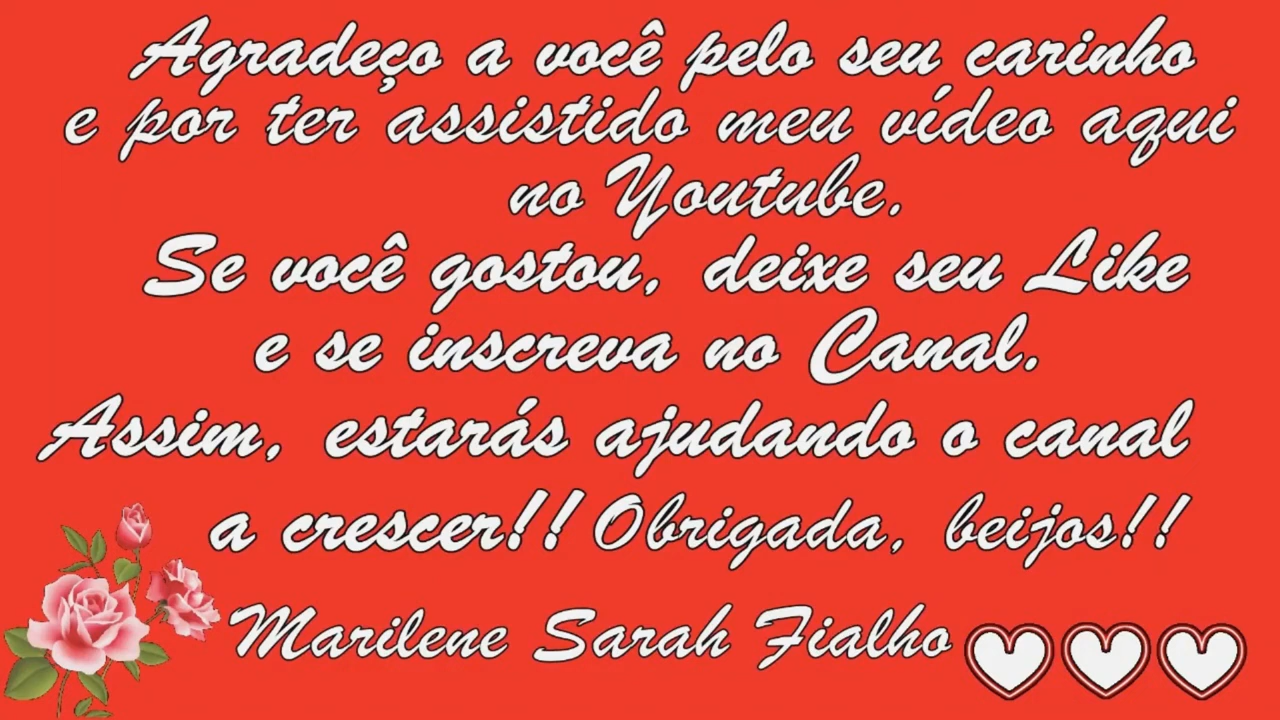 Agradeço a você pelo seu carinho
e por ter assistido meu vídeo aqui
no Youtube.
Se você gostou, deixe seu Like
e se inscreva no Canal.
Assim, estarás ajudando o canal
a crescer!! Obrigada, beijos!!
Marilene Sarah Fialho